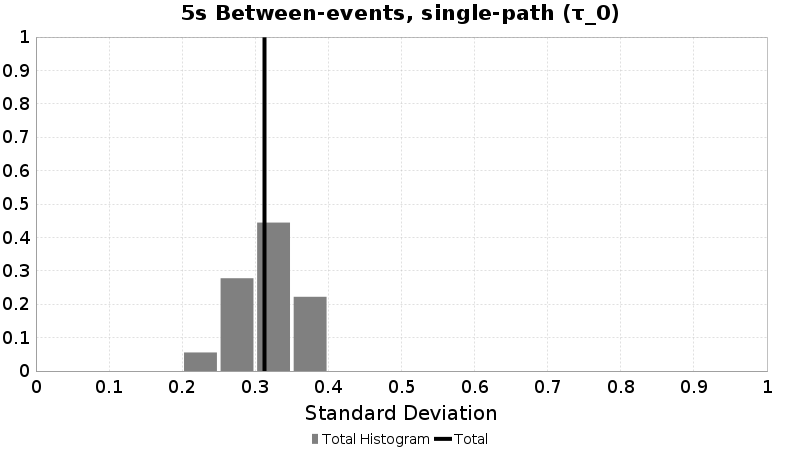 5s Between-events, single-path (τ_0)
1
0.9
0.8
0.7
0.6
0.5
0.4
0.3
0.2
0.1
0
0 0.1 0.2 0.3 0.4 0.5 0.6 0.7 0.8 0.9 1
Standard Deviation
Total Histogram Total